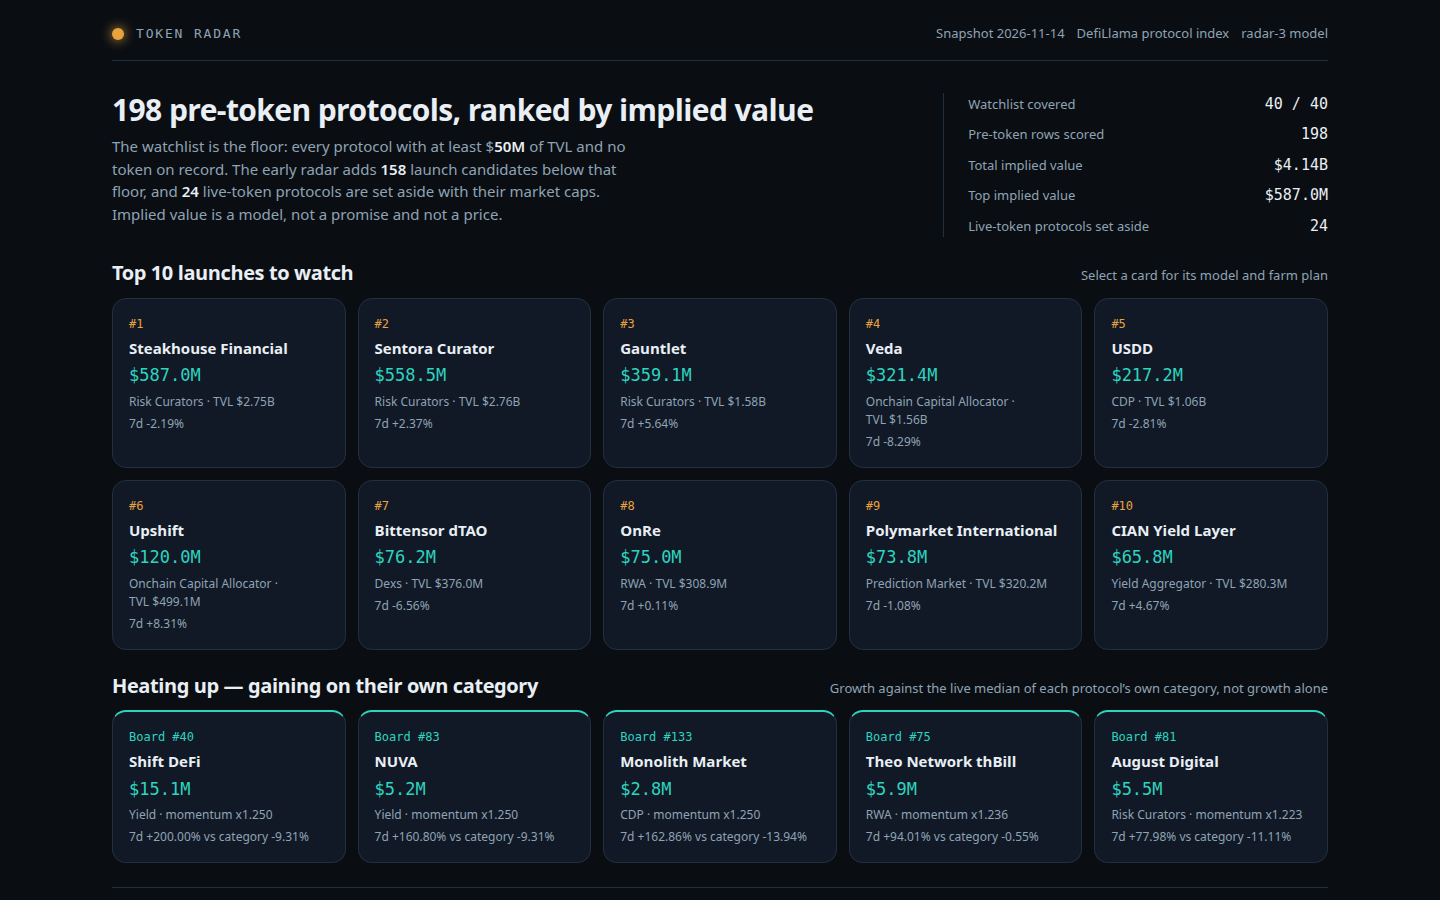 TOKEN RADAR
Snapshot 2026-11-14 DefiLlama protocol index radar-3 model
198 pre-token protocols, ranked by implied value
The watchlist is the floor: every protocol with at least $50M of TVL and no
token on record. The early radar adds 158 launch candidates below that
floor, and 24 live-token protocols are set aside with their market caps.
Implied value is a model, not a promise and not a price.
Watchlist covered 40 / 40
Pre-token rows scored 198
Total implied value $4.14B
Top implied value $587.0M
Live-token protocols set aside 24
Top 10 launches to watch
Select a card for its model and farm plan
#1
Steakhouse Financial
$587.0M
Risk Curators · TVL $2.75B
7d -2.19%
#2
Sentora Curator
$558.5M
Risk Curators · TVL $2.76B
7d +2.37%
#3
Gauntlet
$359.1M
Risk Curators · TVL $1.58B
7d +5.64%
#4
Veda
$321.4M
Onchain Capital Allocator ·
TVL $1.56B
7d -8.29%
#5
USDD
$217.2M
CDP · TVL $1.06B
7d -2.81%
#6
Upshift
$120.0M
Onchain Capital Allocator ·
TVL $499.1M
7d +8.31%
#7
Bittensor dTAO
$76.2M
Dexs · TVL $376.0M
7d -6.56%
#8
OnRe
$75.0M
RWA · TVL $308.9M
7d +0.11%
#9
Polymarket International
$73.8M
Prediction Market · TVL $320.2M
7d -1.08%
#10
CIAN Yield Layer
$65.8M
Yield Aggregator · TVL $280.3M
7d +4.67%
Heating up — gaining on their own category
Growth against the live median of each protocol’s own category, not growth alone
Board #40
Shift DeFi
$15.1M
Yield · momentum x1.250
7d +200.00% vs category -9.31%
Board #83
NUVA
$5.2M
Yield · momentum x1.250
7d +160.80% vs category -9.31%
Board #133
Monolith Market
$2.8M
CDP · momentum x1.250
7d +162.86% vs category -13.94%
Board #75
Theo Network thBill
$5.9M
RWA · momentum x1.236
7d +94.01% vs category -0.55%
Board #81
August Digital
$5.5M
Risk Curators · momentum x1.223
7d +77.98% vs category -11.11%